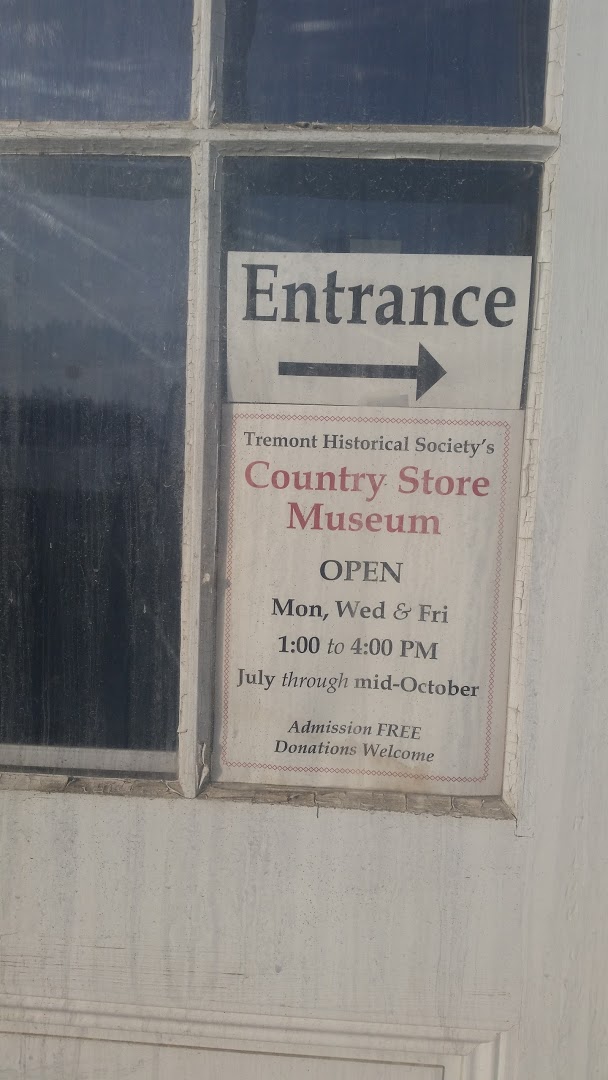 Entrance
Tremont Historical Society's
Country Store
Museum
OPEN
Mon, Wed & Fri
1:00 to 4:00 PM
July through mid-October
Admission FREE
Donations Welcome